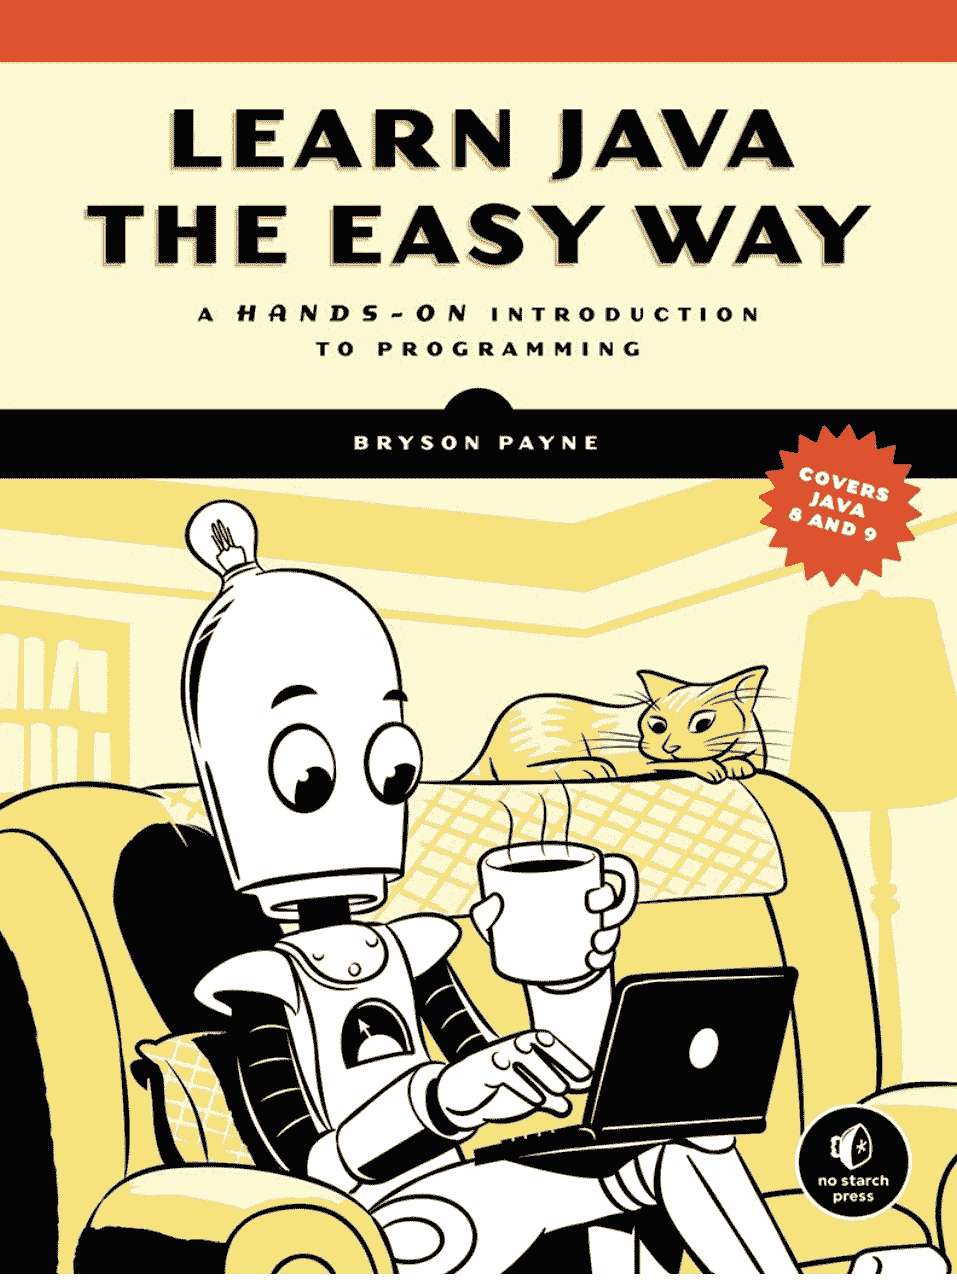 LEARN JAVA
THE EASY WAY
A HANDS-ON INTRODUCTION
TO PROGRAMMING
BRYSON PAYNE
COVERS
JAVA
8 AND 9
no starch
press